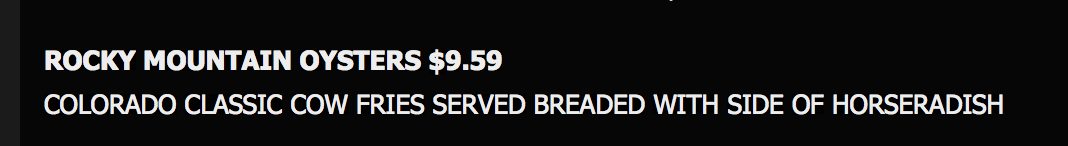 ROCKY MOUNTAIN OYSTERS $9.59
COLORADO CLASSIC COW FRIES SERVED BREADED WITH SIDE OF HORSERADISH